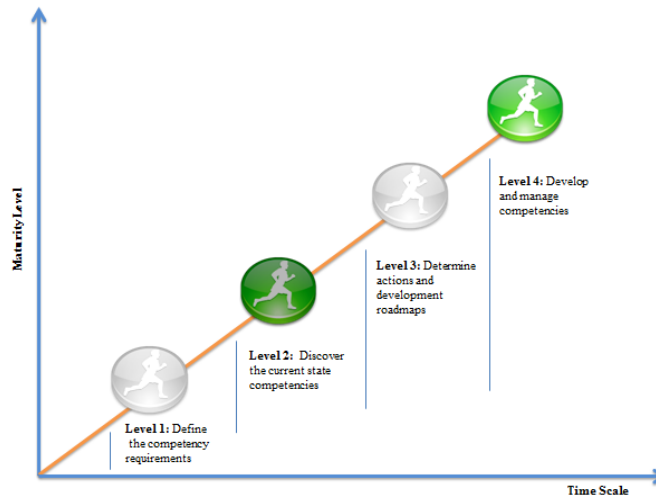 Maturity Level
Level 4: Develop
and manage
competencies
Level 3: Determine
actions and
development
roadmaps
Level 2: Discover
the current state
competencies
Level 1: Define
the competency
requirements
Time Scale